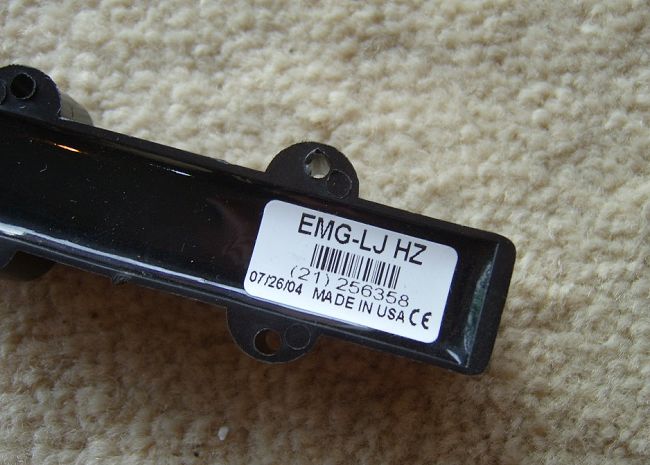 EMG-LJ HZ
(21) 256358
07/26/04 MADE IN USA CE